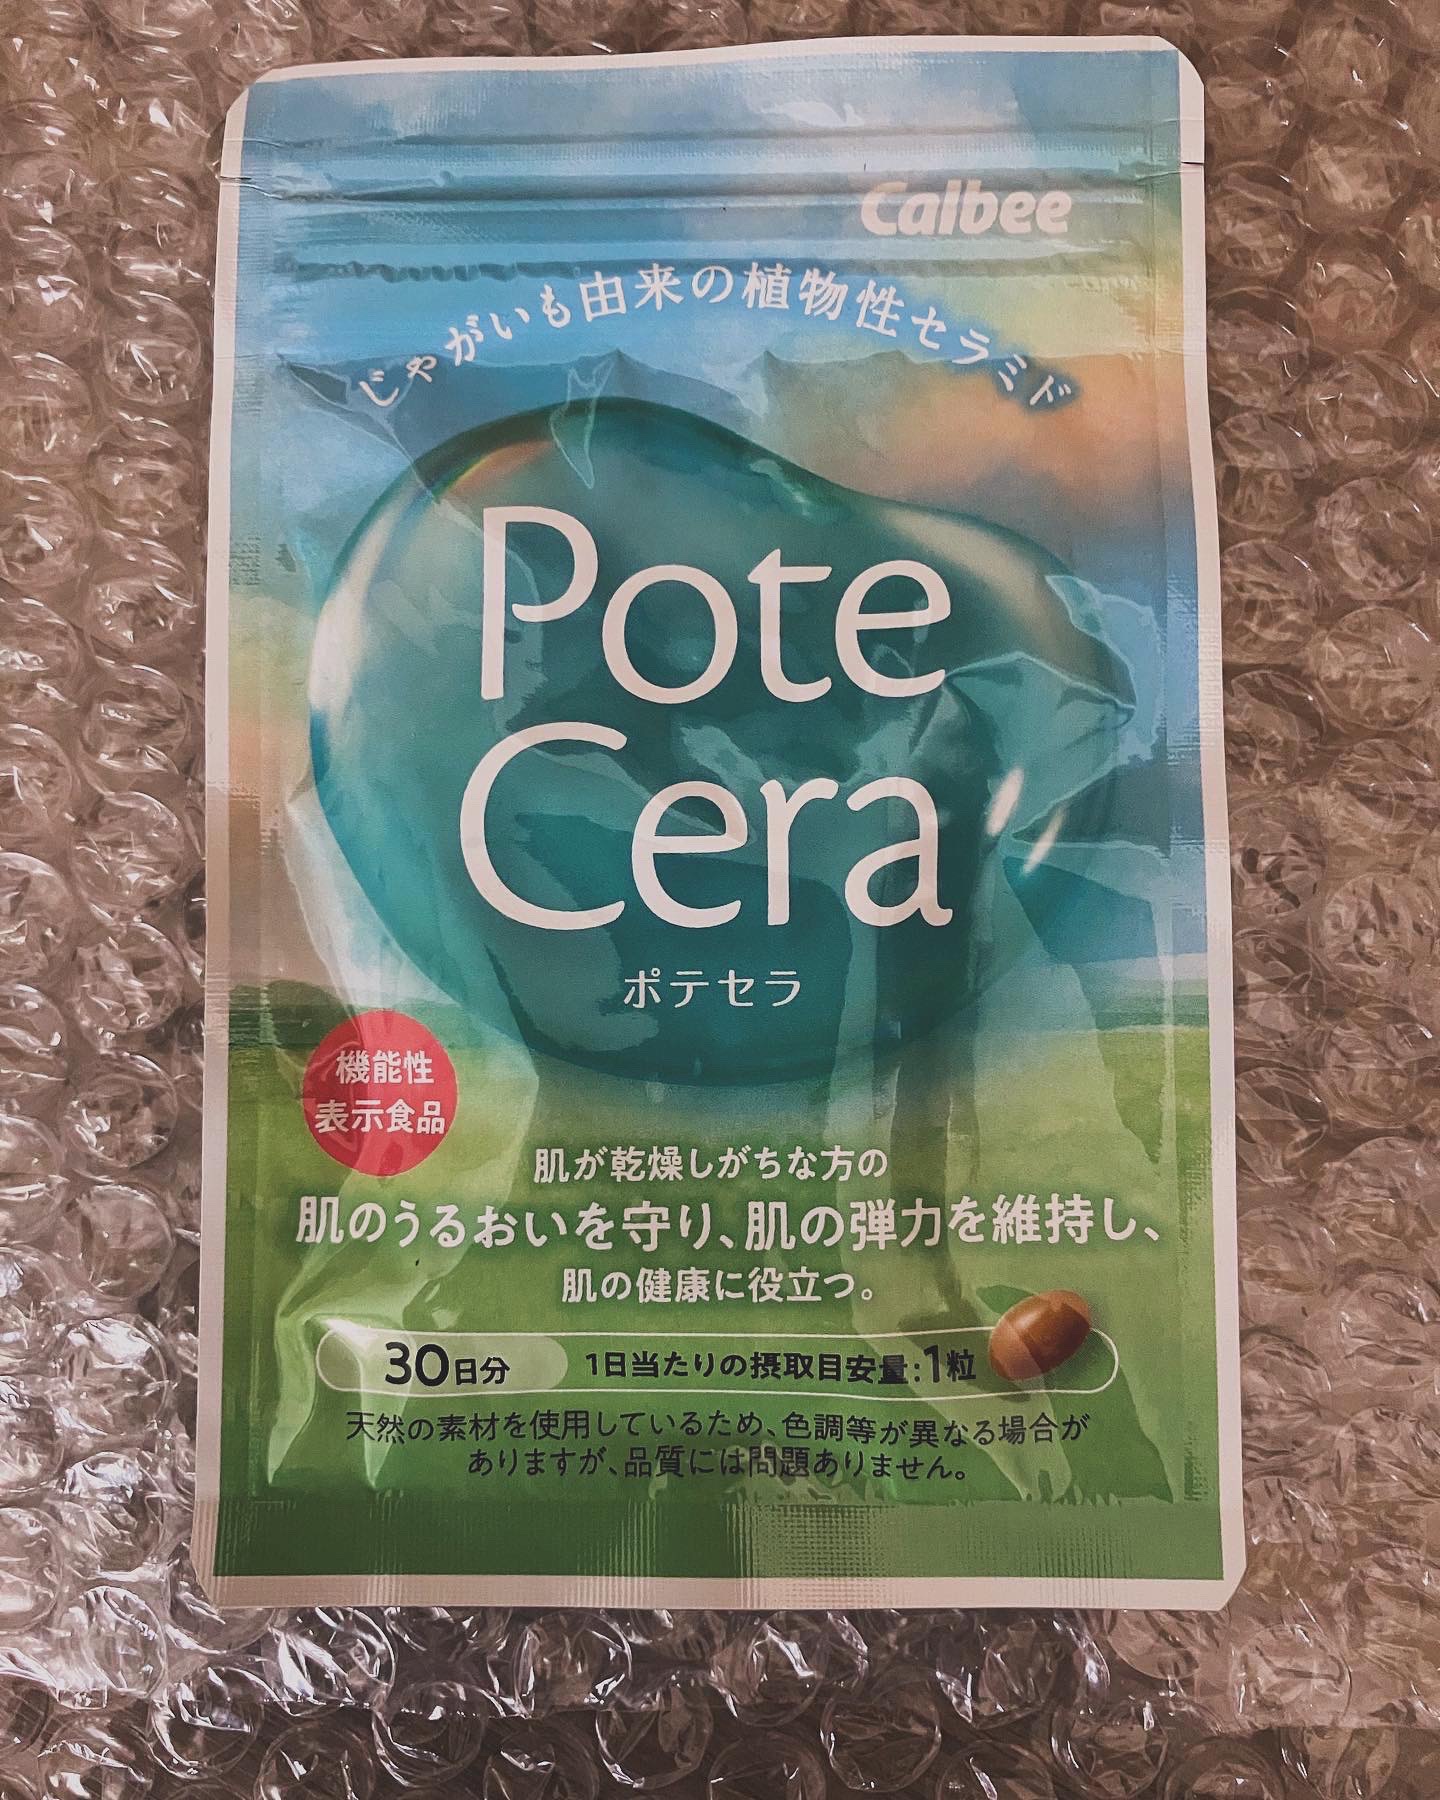 Calbee
じゃがいも由来の植物性セラミド
Pote
Cera
ポテセラ
機能性
表示食品
肌が乾燥しがちな方の
肌のうるおいを守り、肌の弾力を維持し、
肌の健康に役立つ。
30日分 1日当たりの摂取目安量:1粒
天然の素材を使用しているため、色調等が異なる場合が
ありますが、品質には問題ありません。